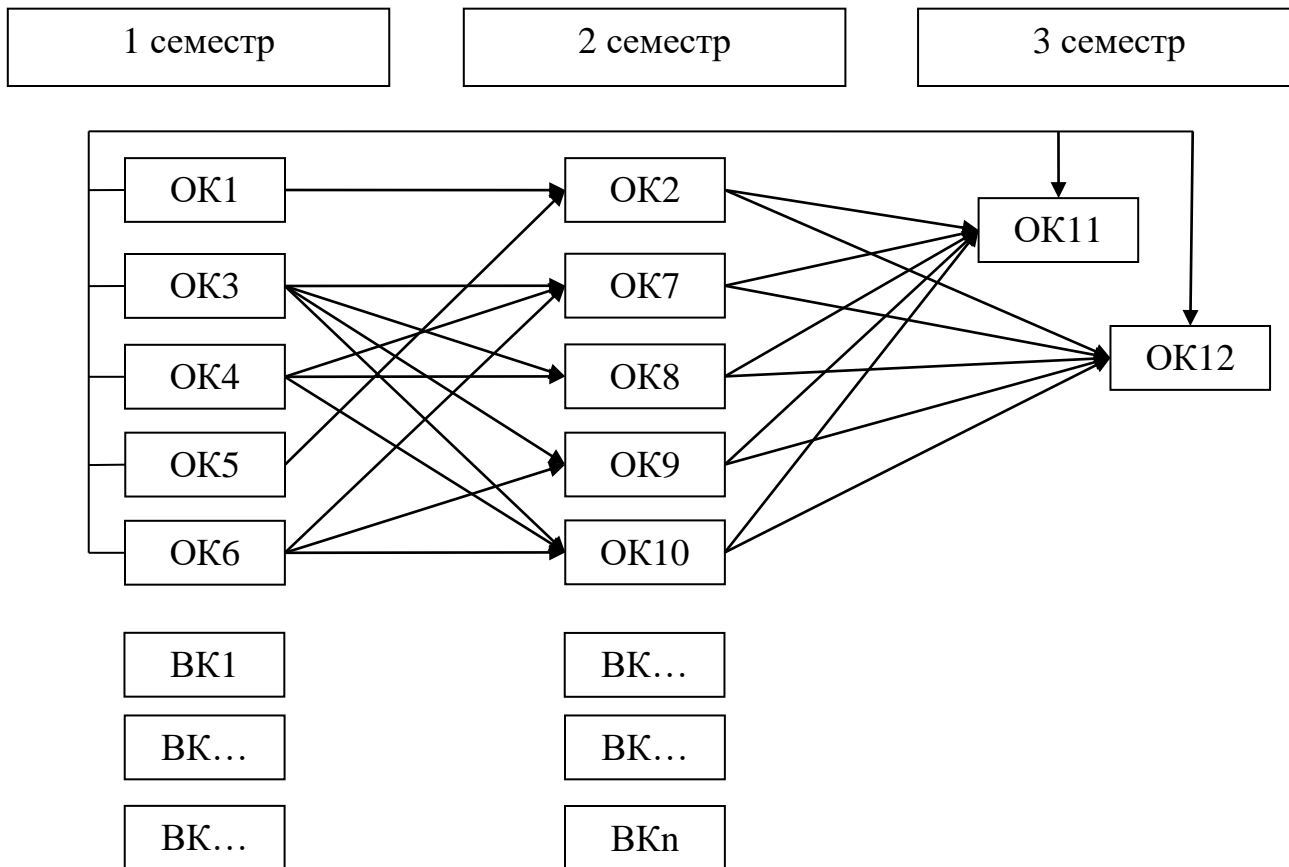 1 семестр
2 семестр
3 семестр
ОК1
ОК2
ОК11
ОК3
ОК7
ОК4
ОК8
ОК12
ОК5
ОК9
ОК6
ОК10
ВК1
ВК…
ВК…
ВК…
ВК…
ВКn